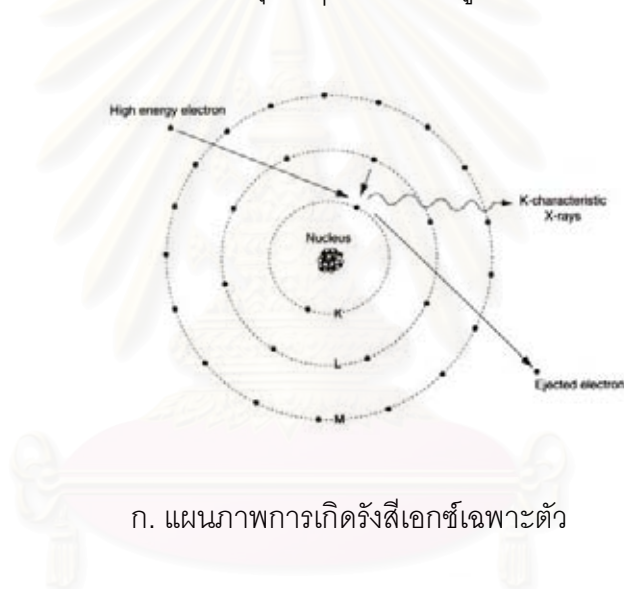 High energy electron
K-characteristic
X-rays
Nucleus
K
L
Ejected electron
M
ก. แผนภาพการเกิดรังสีเอกซ์เฉพาะตัว